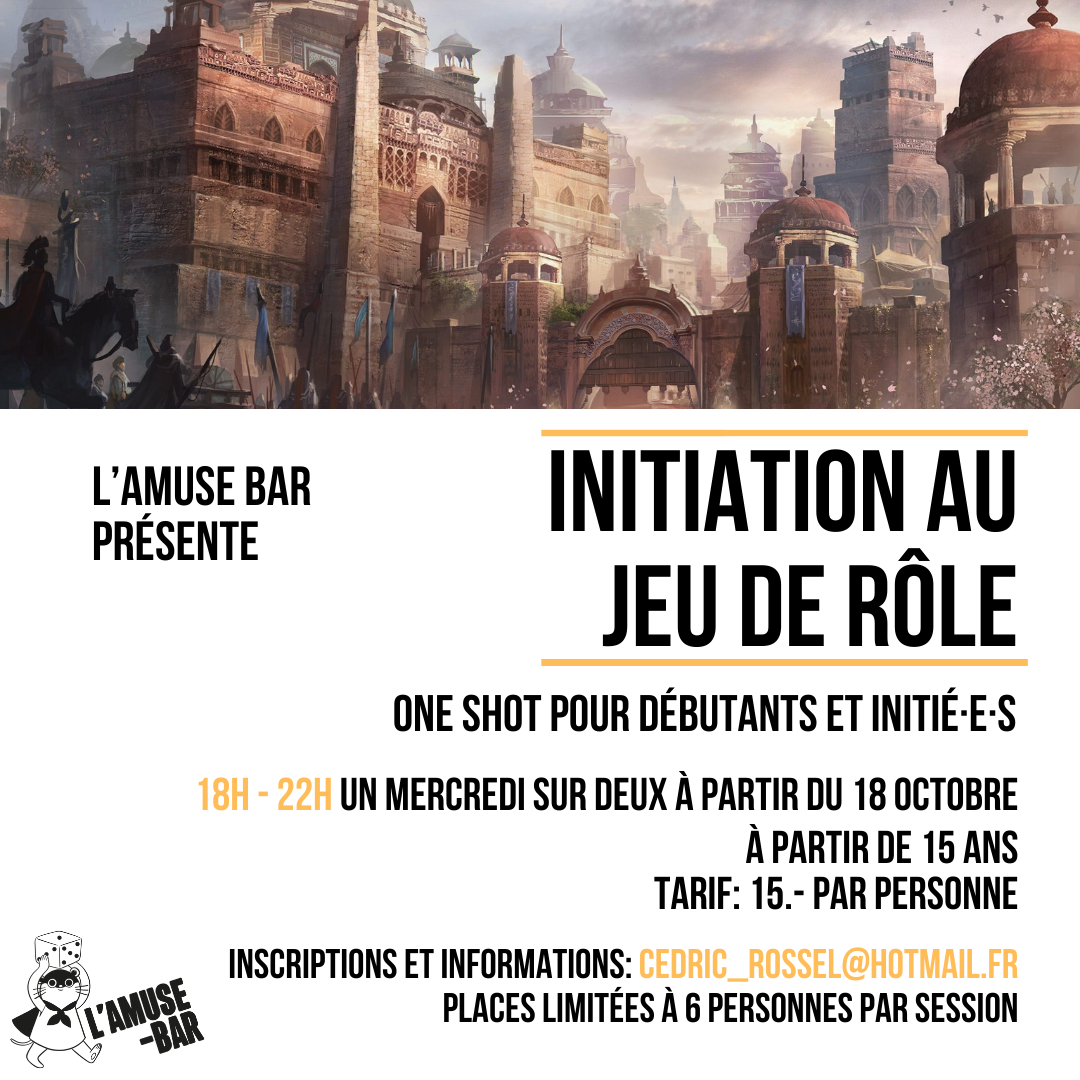 L'AMUSE BAR
PRÉSENTE
INITIATION AU
JEU DE RÔLE
ONE SHOT POUR DÉBUTANTS ET INITIÉ·E·S
18H - 22H UN MERCREDI SUR DEUX À PARTIR DU 18 OCTOBRE
À PARTIR DE 15 ANS
TARIF: 15.- PAR PERSONNE
INSCRIPTIONS ET INFORMATIONS: CEDRIC_ROSSEL@HOTMAIL.FR
PLACES LIMITÉES À 6 PERSONNES PAR SESSION
L'AMUSE
-BAR